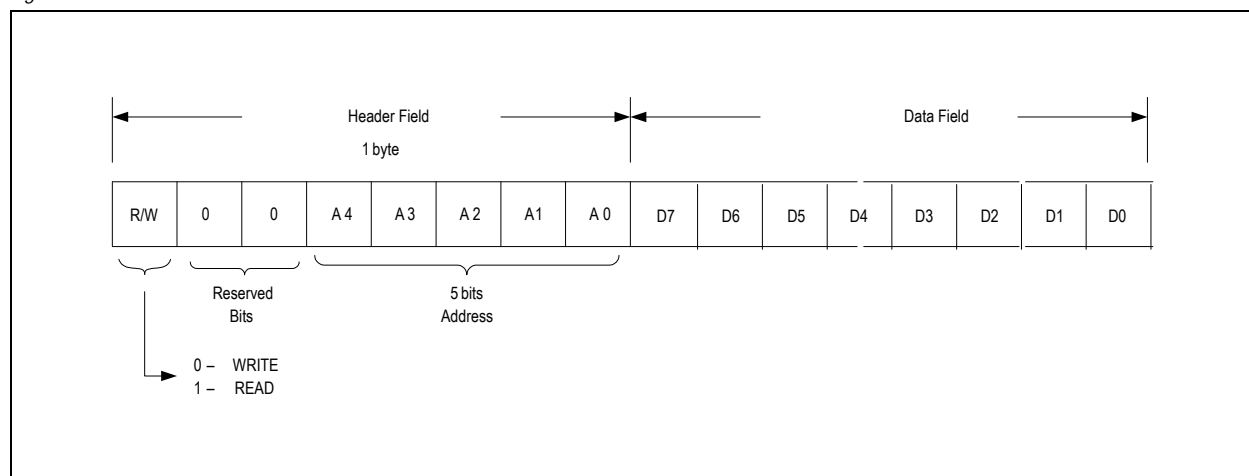 Header Field Data Field
1 byte
R/W 0 0 A 4 A 3 A 2 A1 A 0 D7 D6 D5 D4 D3 D2 D1 D0
Reserved
Bits
5 bits
Address
0 – WRITE
1 – READ